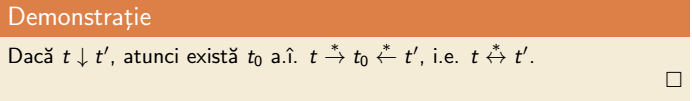 Demonstrație
Dacă t ↓ t′, atunci există t₀ a.î. t →* t₀ ←* t′, i.e. t ↔* t′.
□